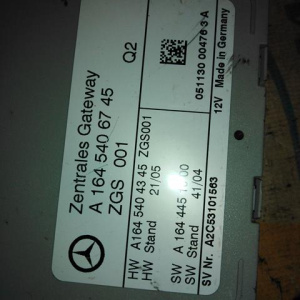 Zentrales Gateway
A 164 540 67 45
ZGS 001
Q2
HW A164 540 43 45 ZGS001
HW Stand 21/05
SW A 164 445
SW Stand 41/04
SV Nr. A2C53101563
051130 00476 3 A
12V Made in Germany